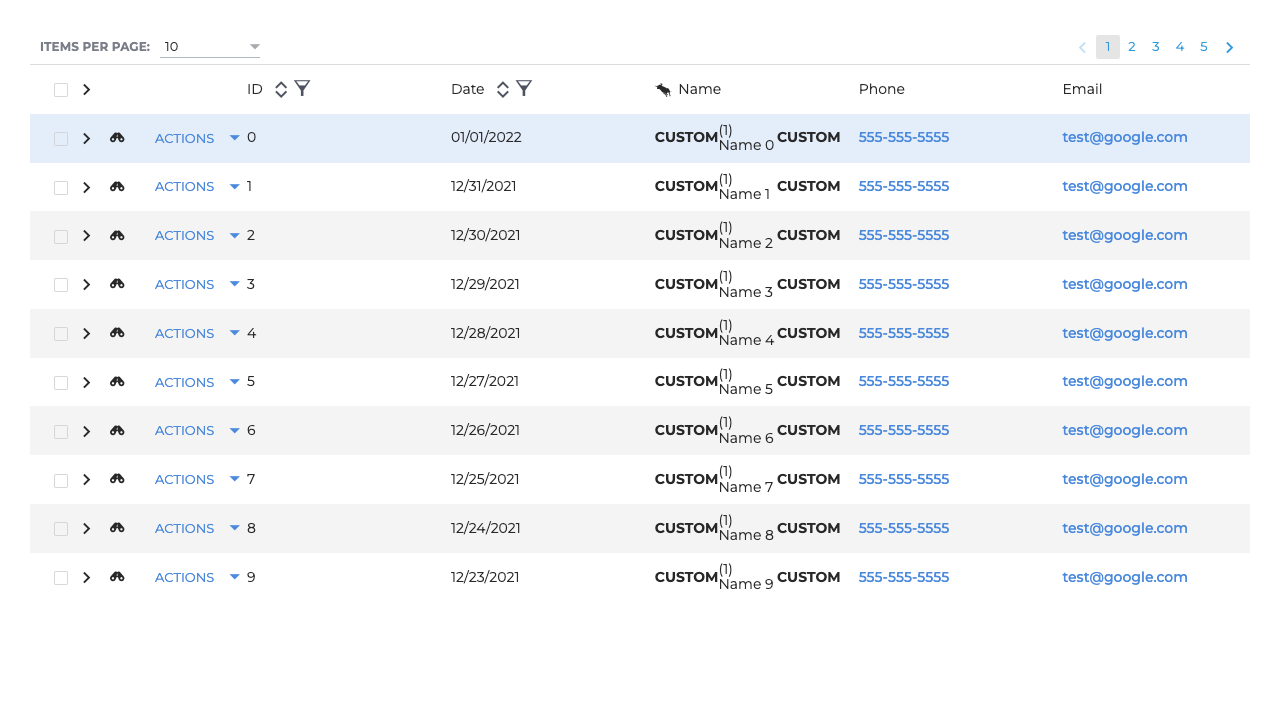 ITEMS PER PAGE: 10 1 2 3 4 5
ID Date Name Phone Email
ACTIONS 0 01/01/2022 CUSTOM (1) Name 0 CUSTOM 555-555-5555 test@google.com
ACTIONS 1 12/31/2021 CUSTOM (1) Name 1 CUSTOM 555-555-5555 test@google.com
ACTIONS 2 12/30/2021 CUSTOM (1) Name 2 CUSTOM 555-555-5555 test@google.com
ACTIONS 3 12/29/2021 CUSTOM (1) Name 3 CUSTOM 555-555-5555 test@google.com
ACTIONS 4 12/28/2021 CUSTOM (1) Name 4 CUSTOM 555-555-5555 test@google.com
ACTIONS 5 12/27/2021 CUSTOM (1) Name 5 CUSTOM 555-555-5555 test@google.com
ACTIONS 6 12/26/2021 CUSTOM (1) Name 6 CUSTOM 555-555-5555 test@google.com
ACTIONS 7 12/25/2021 CUSTOM (1) Name 7 CUSTOM 555-555-5555 test@google.com
ACTIONS 8 12/24/2021 CUSTOM (1) Name 8 CUSTOM 555-555-5555 test@google.com
ACTIONS 9 12/23/2021 CUSTOM (1) Name 9 CUSTOM 555-555-5555 test@google.com